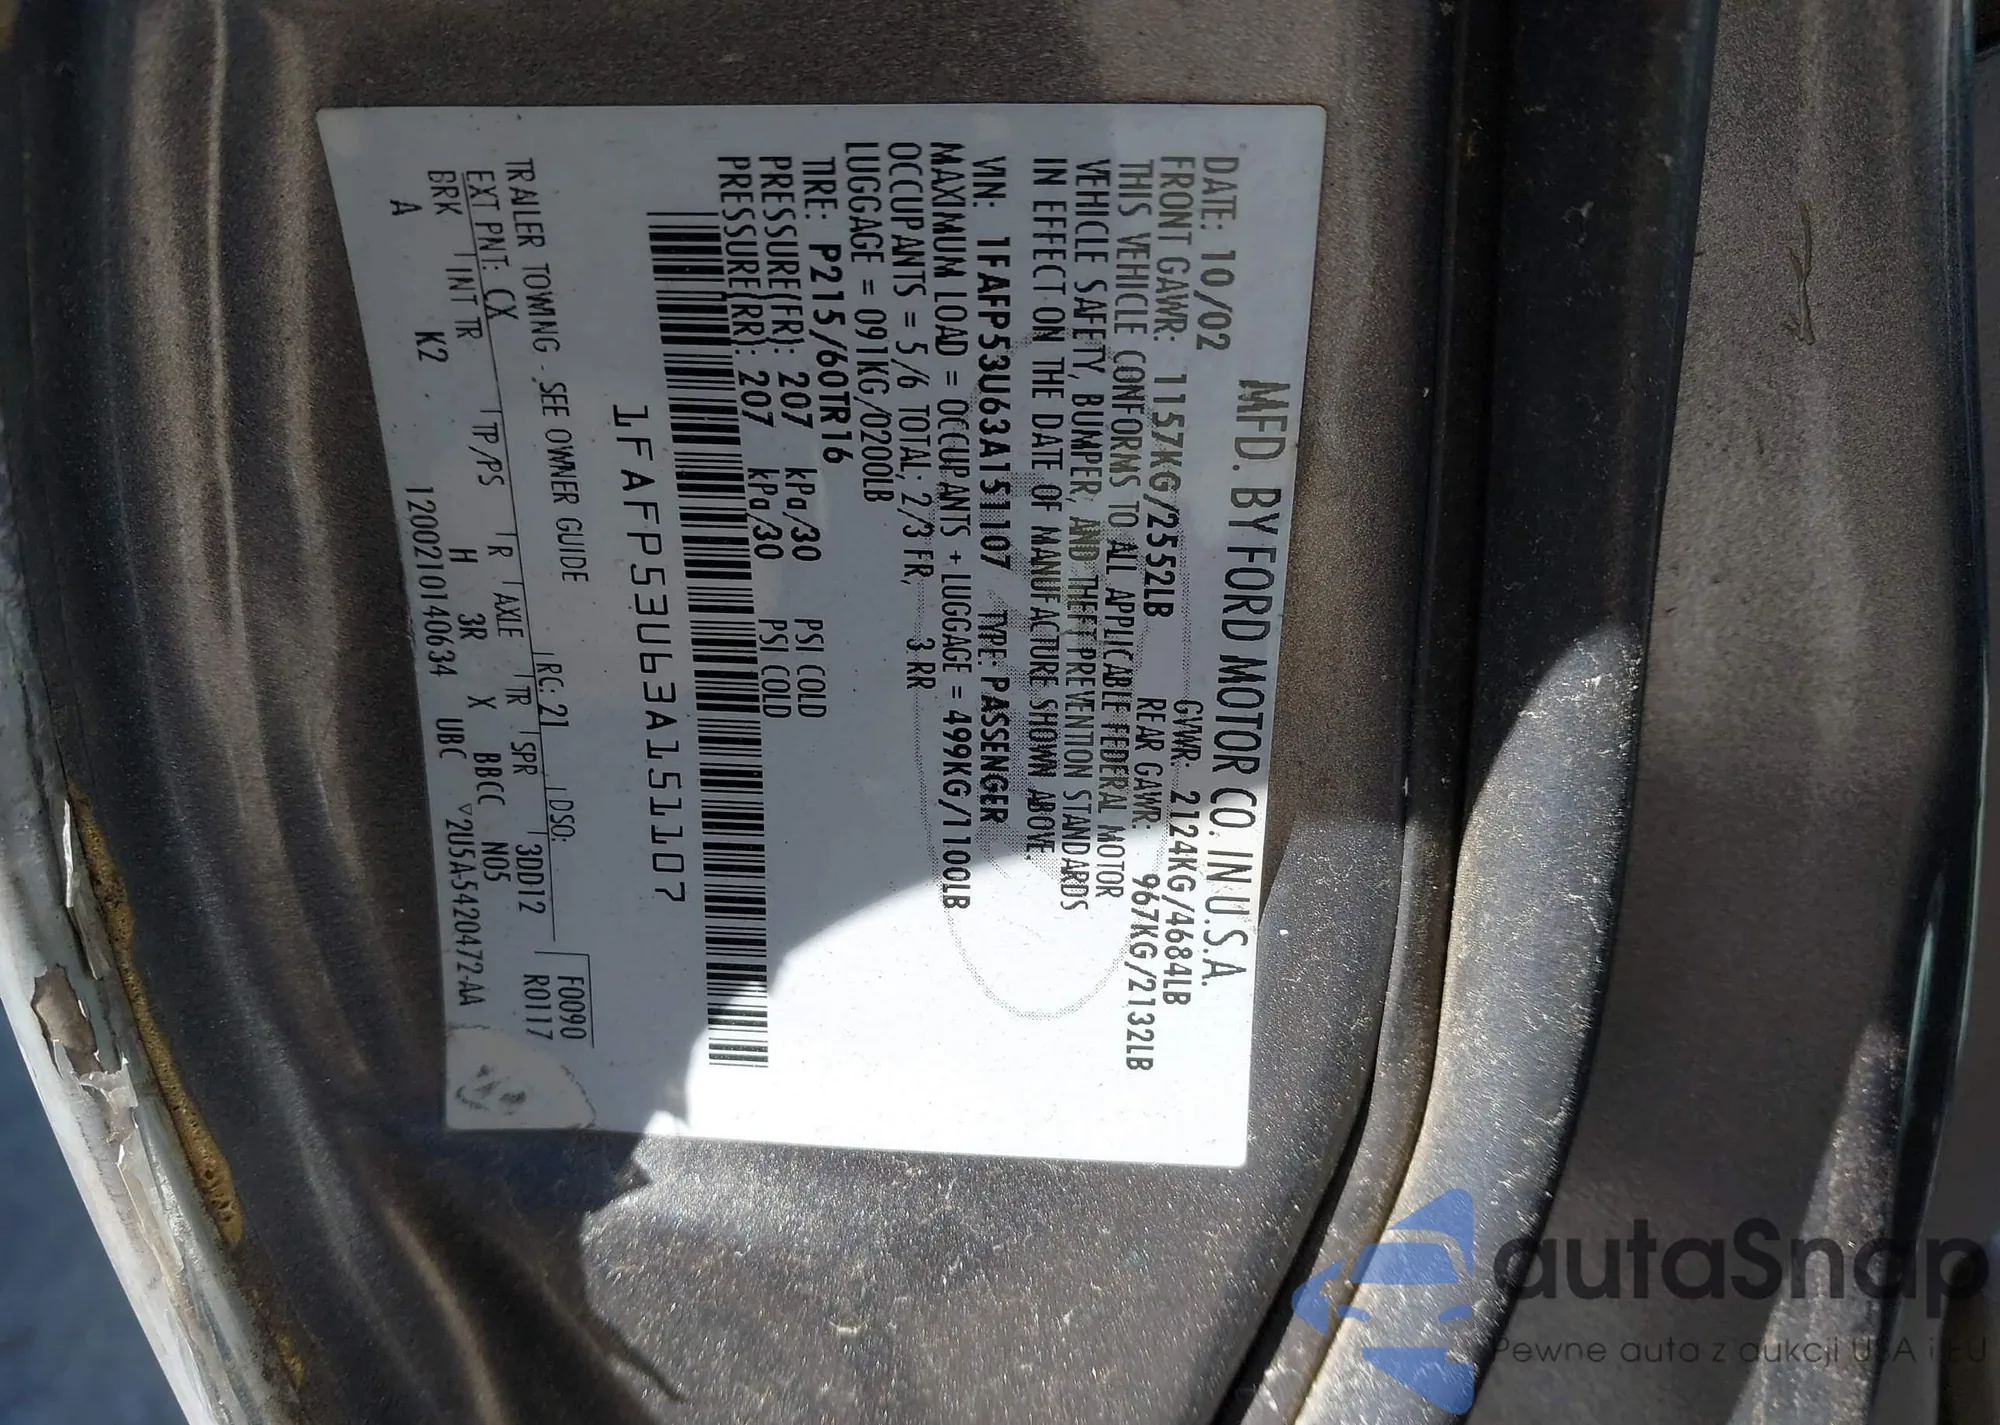 MFD. BY FORD MOTOR CO. IN U.S.A.
DATE: 10/02 GVWR: 2124KG/4684LB
FRONT GAWR: 1157KG/2552LB REAR GAWR: 967KG/2132LB
THIS VEHICLE CONFORMS TO ALL APPLICABLE FEDERAL MOTOR
VEHICLE SAFETY, BUMPER, AND THEFT PREVENTION STANDARDS
IN EFFECT ON THE DATE OF MANUFACTURE SHOWN ABOVE.
VIN: 1FAFP53U63A151107 TYPE: PASSENGER
MAXIMUM LOAD = OCCUPANTS + LUGGAGE = 499KG/1100LB
OCCUPANTS = 5/6 TOTAL, 2/3 FR, 3 RR
LUGGAGE = 091KG/0200LB
TIRE: P215/60TR16
PRESSURE(FR): 207 kPa/30 PSI COLD
PRESSURE(RR): 207 kPa/30 PSI COLD
1FAFP53U63A151107
TRAILER TOWING - SEE OWNER GUIDE F0090
EXT PNT: CX RC: 21 DSO: R0117
BRK INT TR TP/PS R AXLE TR SPR 3DD12
A K2 H 3R X BBCC N05
1200210140634 UBC ▽2U5A-5420472-AA
autaSnap
Pewne auta z aukcji USA i EU